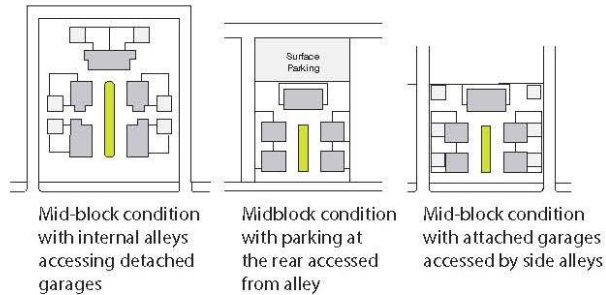 Surface
Parking
Mid-block condition
with internal alleys
accessing detached
garages
Midblock condition
with parking at
the rear accessed
from alley
Mid-block condition
with attached garages
accessed by side alleys